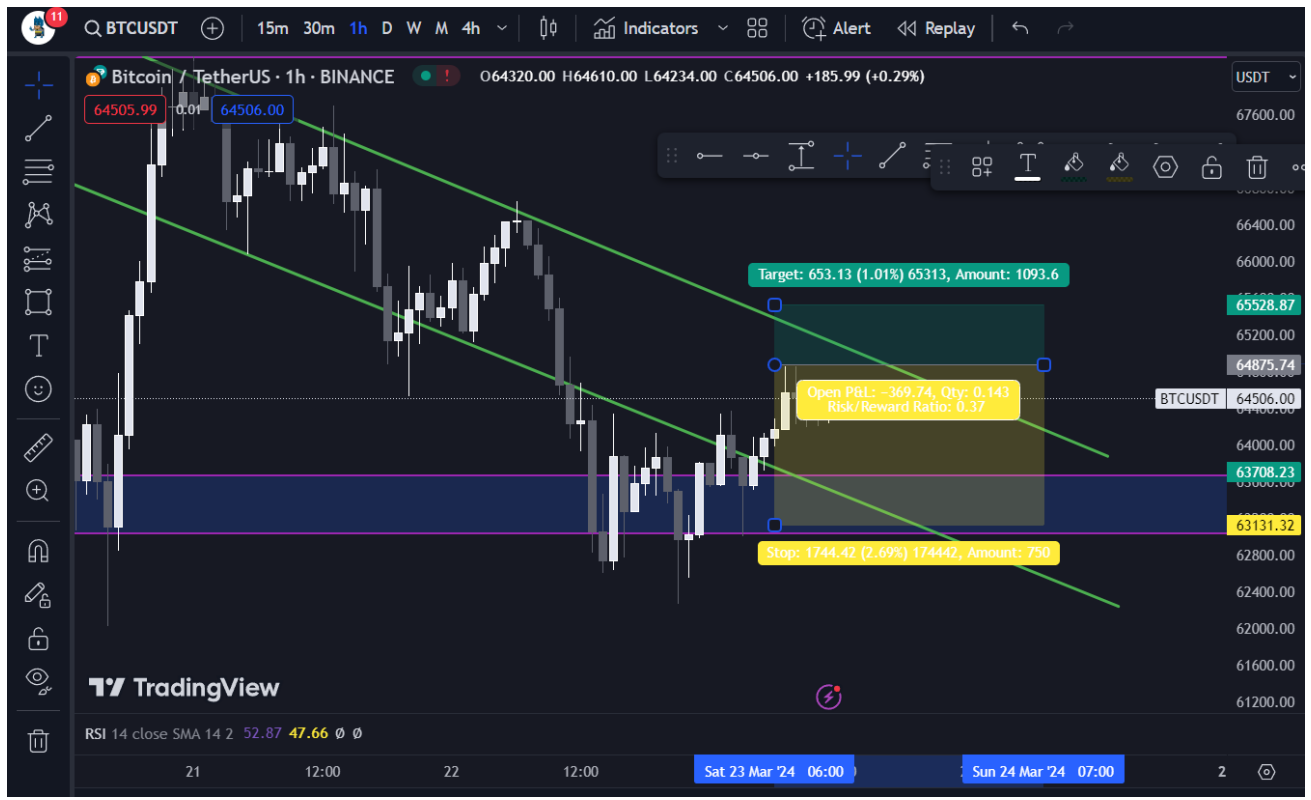 11
BTCUSDT 15m 30m 1h D W M 4h Indicators Alert Replay
Bitcoin / TetherUS · 1h · BINANCE ! O64320.00 H64610.00 L64234.00 C64506.00 +185.99 (+0.29%)
USDT
64505.99 0.01 64506.00
67600.00
T
66400.00
66000.00
Target: 653.13 (1.01%) 65313, Amount: 1093.6
65528.87
65200.00
64875.74
Open P&L: −369.74, Qty: 0.143
Risk/Reward Ratio: 0.37
BTCUSDT 64506.00
64000.00
63708.23
63131.32
Stop: 1744.42 (2.69%) 174442, Amount: 750
62800.00
62400.00
62000.00
61600.00
61200.00
TradingView
RSI 14 close SMA 14 2 52.87 47.66 Ø Ø
21 12:00 22 12:00 Sat 23 Mar '24 06:00 Sun 24 Mar '24 07:00 2